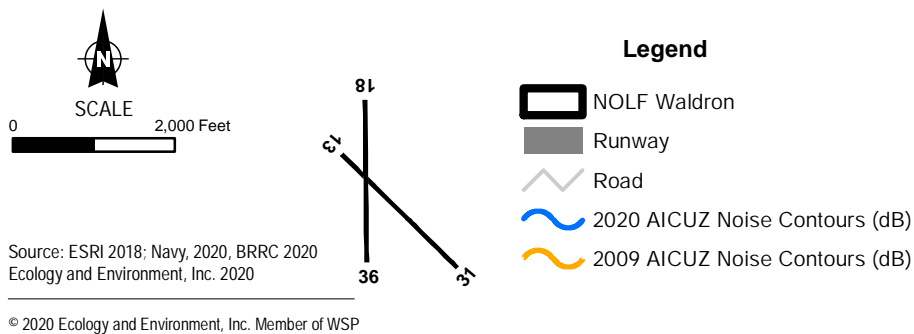 N
SCALE
0 2,000 Feet
18
13
36
31
Source: ESRI 2018; Navy, 2020, BRRC 2020
Ecology and Environment, Inc. 2020
© 2020 Ecology and Environment, Inc. Member of WSP
Legend
NOLF Waldron
Runway
Road
2020 AICUZ Noise Contours (dB)
2009 AICUZ Noise Contours (dB)